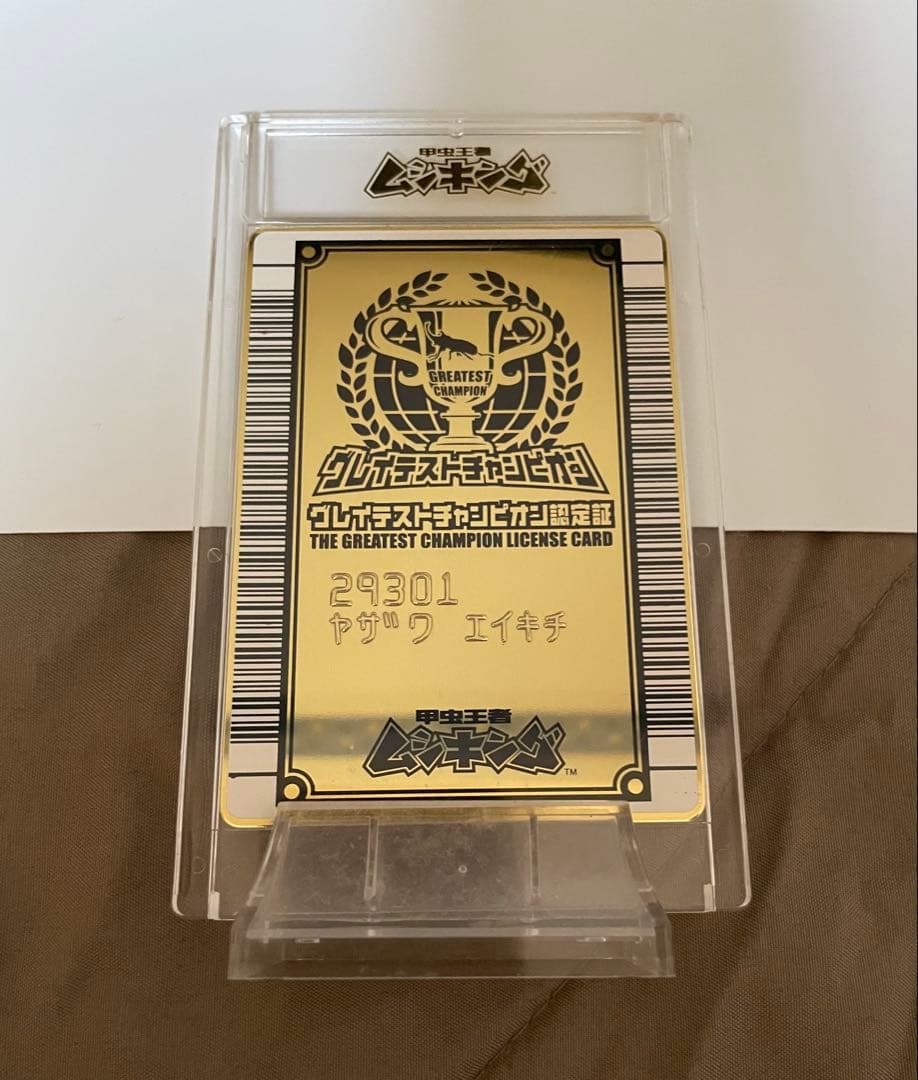 甲虫王者
ムシキング
GREATEST
CHAMPION
グレイテストチャンピオン
グレイテストチャンピオン認定証
THE GREATEST CHAMPION LICENSE CARD
29301
ヤザワ エイキチ
甲虫王者
ムシキング
TM